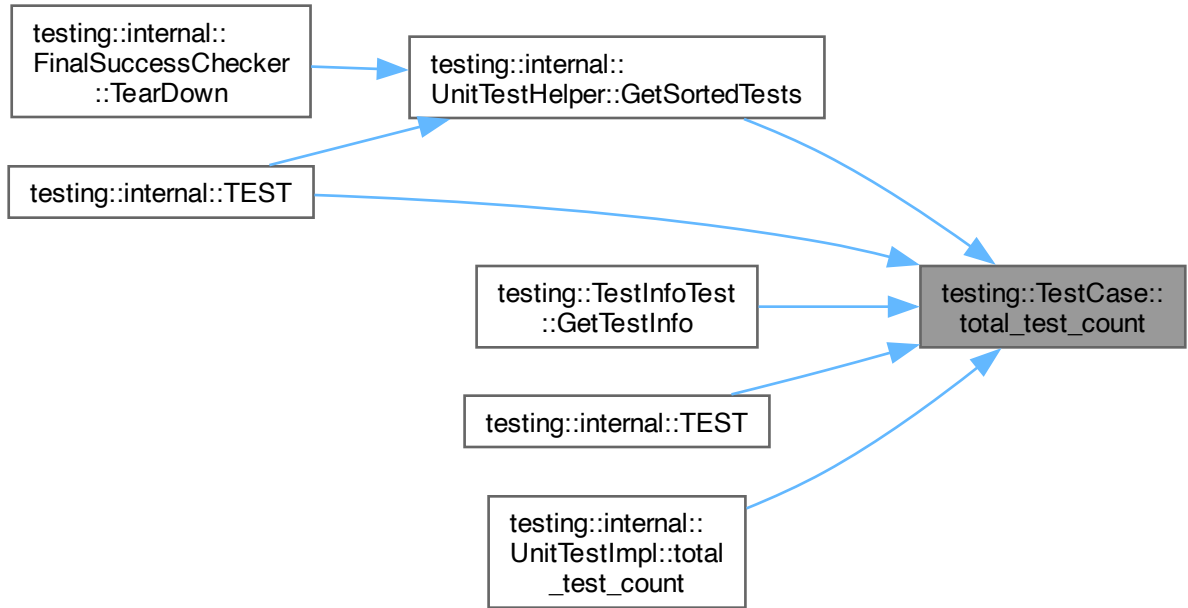 testing::internal::
FinalSuccessChecker
::TearDown
testing::internal::
UnitTestHelper::GetSortedTests
testing::internal::TEST
testing::TestInfoTest
::GetTestInfo
testing::TestCase::
total_test_count
testing::internal::TEST
testing::internal::
UnitTestImpl::total
_test_count